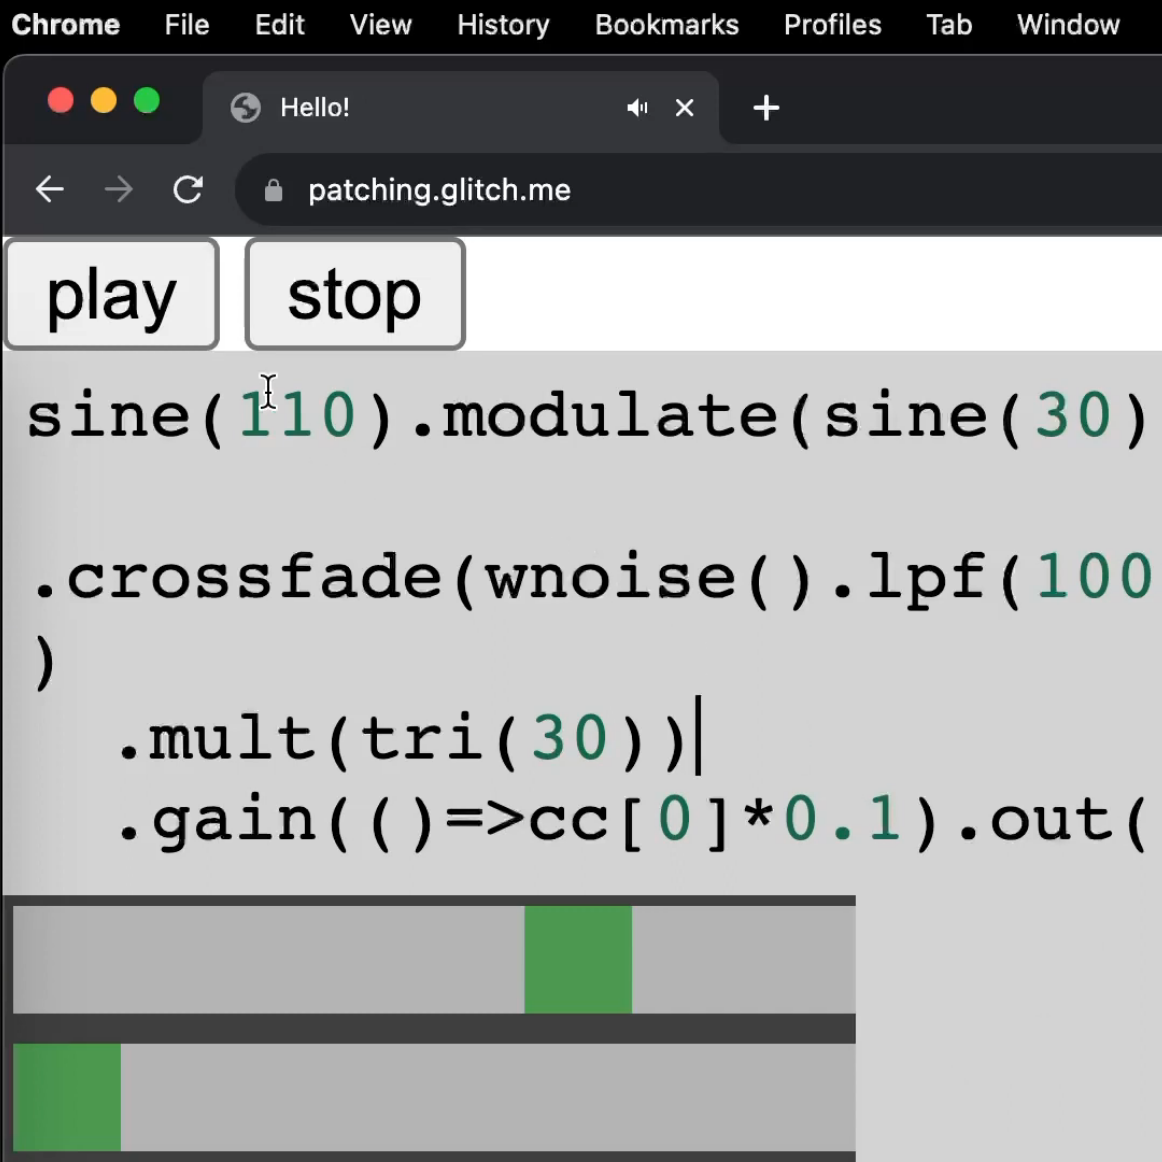 Chrome File Edit View History Bookmarks Profiles Tab Window
Hello!
patching.glitch.me
play stop
sine(110).modulate(sine(30)
.crossfade(wnoise().lpf(100
)
.mult(tri(30))
.gain(()=>cc[0]*0.1).out(